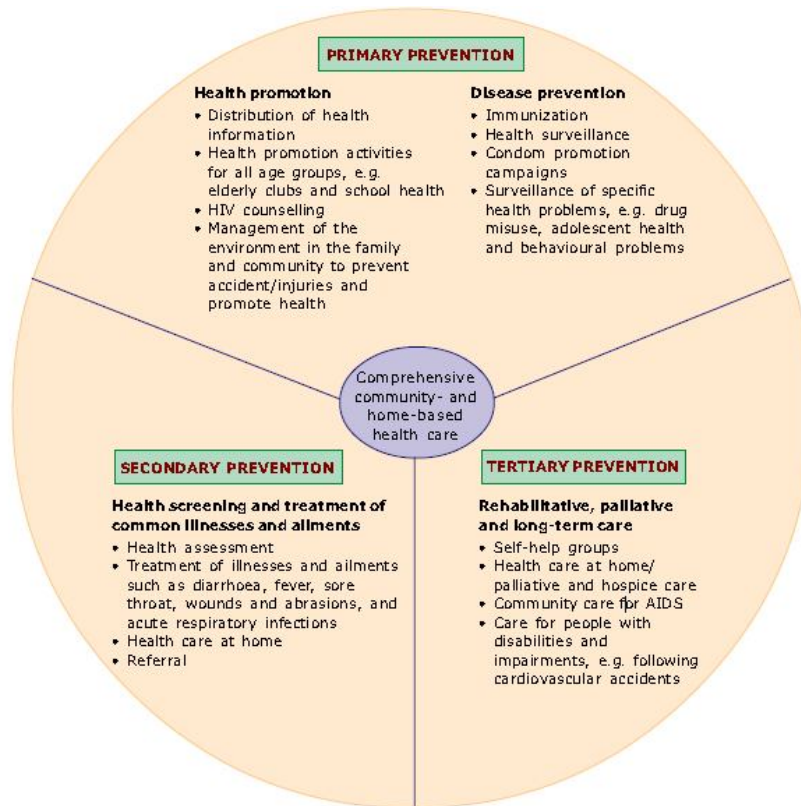 PRIMARY PREVENTION
Health promotion
• Distribution of health
information
• Health promotion activities
for all age groups, e.g.
elderly clubs and school health
• HIV counselling
• Management of the
environment in the family
and community to prevent
accident/injuries and
promote health
Disease prevention
• Immunization
• Health surveillance
• Condom promotion
campaigns
• Surveillance of specific
health problems, e.g. drug
misuse, adolescent health
and behavioural problems
Comprehensive
community- and
home-based
health care
SECONDARY PREVENTION
Health screening and treatment of
common illnesses and ailments
• Health assessment
• Treatment of illnesses and ailments
such as diarrhoea, fever, sore
throat, wounds and abrasions, and
acute respiratory infections
• Health care at home
• Referral
TERTIARY PREVENTION
Rehabilitative, palliative
and long-term care
• Self-help groups
• Health care at home/
palliative and hospice care
• Community care for AIDS
• Care for people with
disabilities and
impairments, e.g. following
cardiovascular accidents